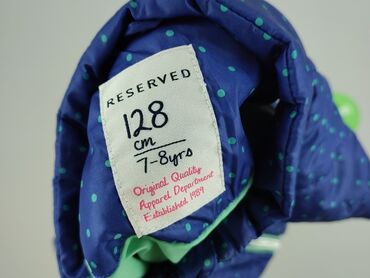 RESERVED
128
cm
7-8yrs
Original Quality
Apparel Department
Established 1989